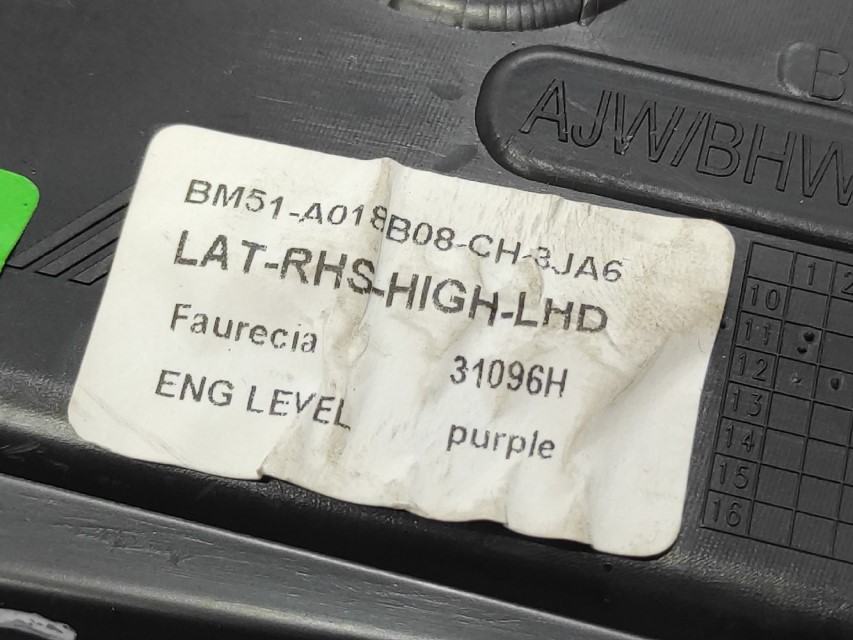 B
AJW/BHW
BM51-A018B08-CH-3JA6
LAT-RHS-HIGH-LHD
Faurecia 31096H
ENG LEVEL purple
1 2
10
11
12
13
14
15
16